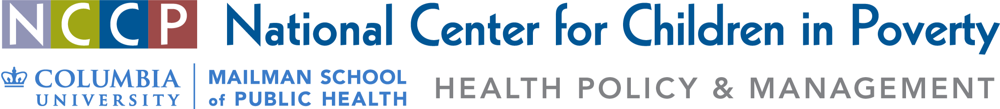 NCCP National Center for Children in Poverty
COLUMBIA UNIVERSITY
MAILMAN SCHOOL
of PUBLIC HEALTH
HEALTH POLICY & MANAGEMENT